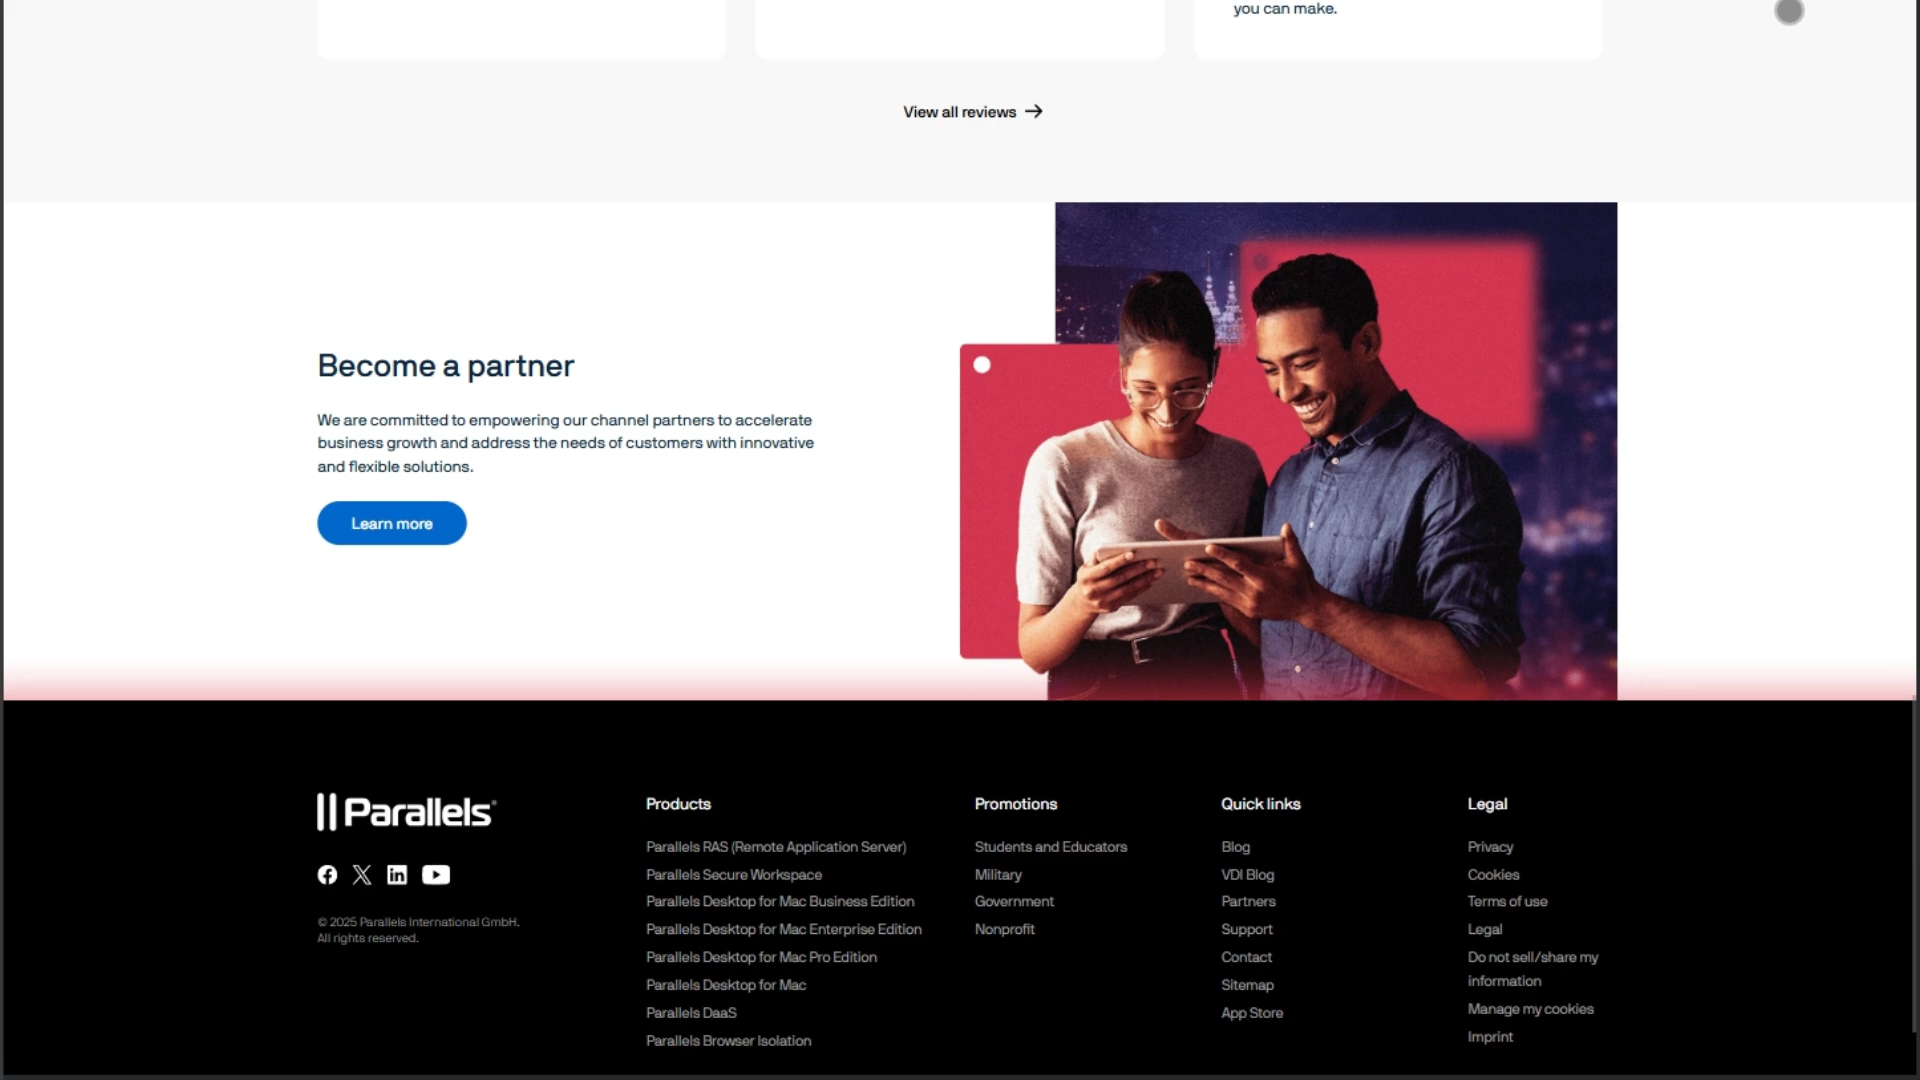 you can make.
View all reviews
Become a partner
We are committed to empowering our channel partners to accelerate
business growth and address the needs of customers with innovative
and flexible solutions.
Learn more
Parallels®
© 2025 Parallels International GmbH.
All rights reserved.
Products
Parallels RAS (Remote Application Server)
Parallels Secure Workspace
Parallels Desktop for Mac Business Edition
Parallels Desktop for Mac Enterprise Edition
Parallels Desktop for Mac Pro Edition
Parallels Desktop for Mac
Parallels DaaS
Parallels Browser Isolation
Promotions
Students and Educators
Military
Government
Nonprofit
Quick links
Blog
VDI Blog
Partners
Support
Contact
Sitemap
App Store
Legal
Privacy
Cookies
Terms of use
Legal
Do not sell/share my
information
Manage my cookies
Imprint